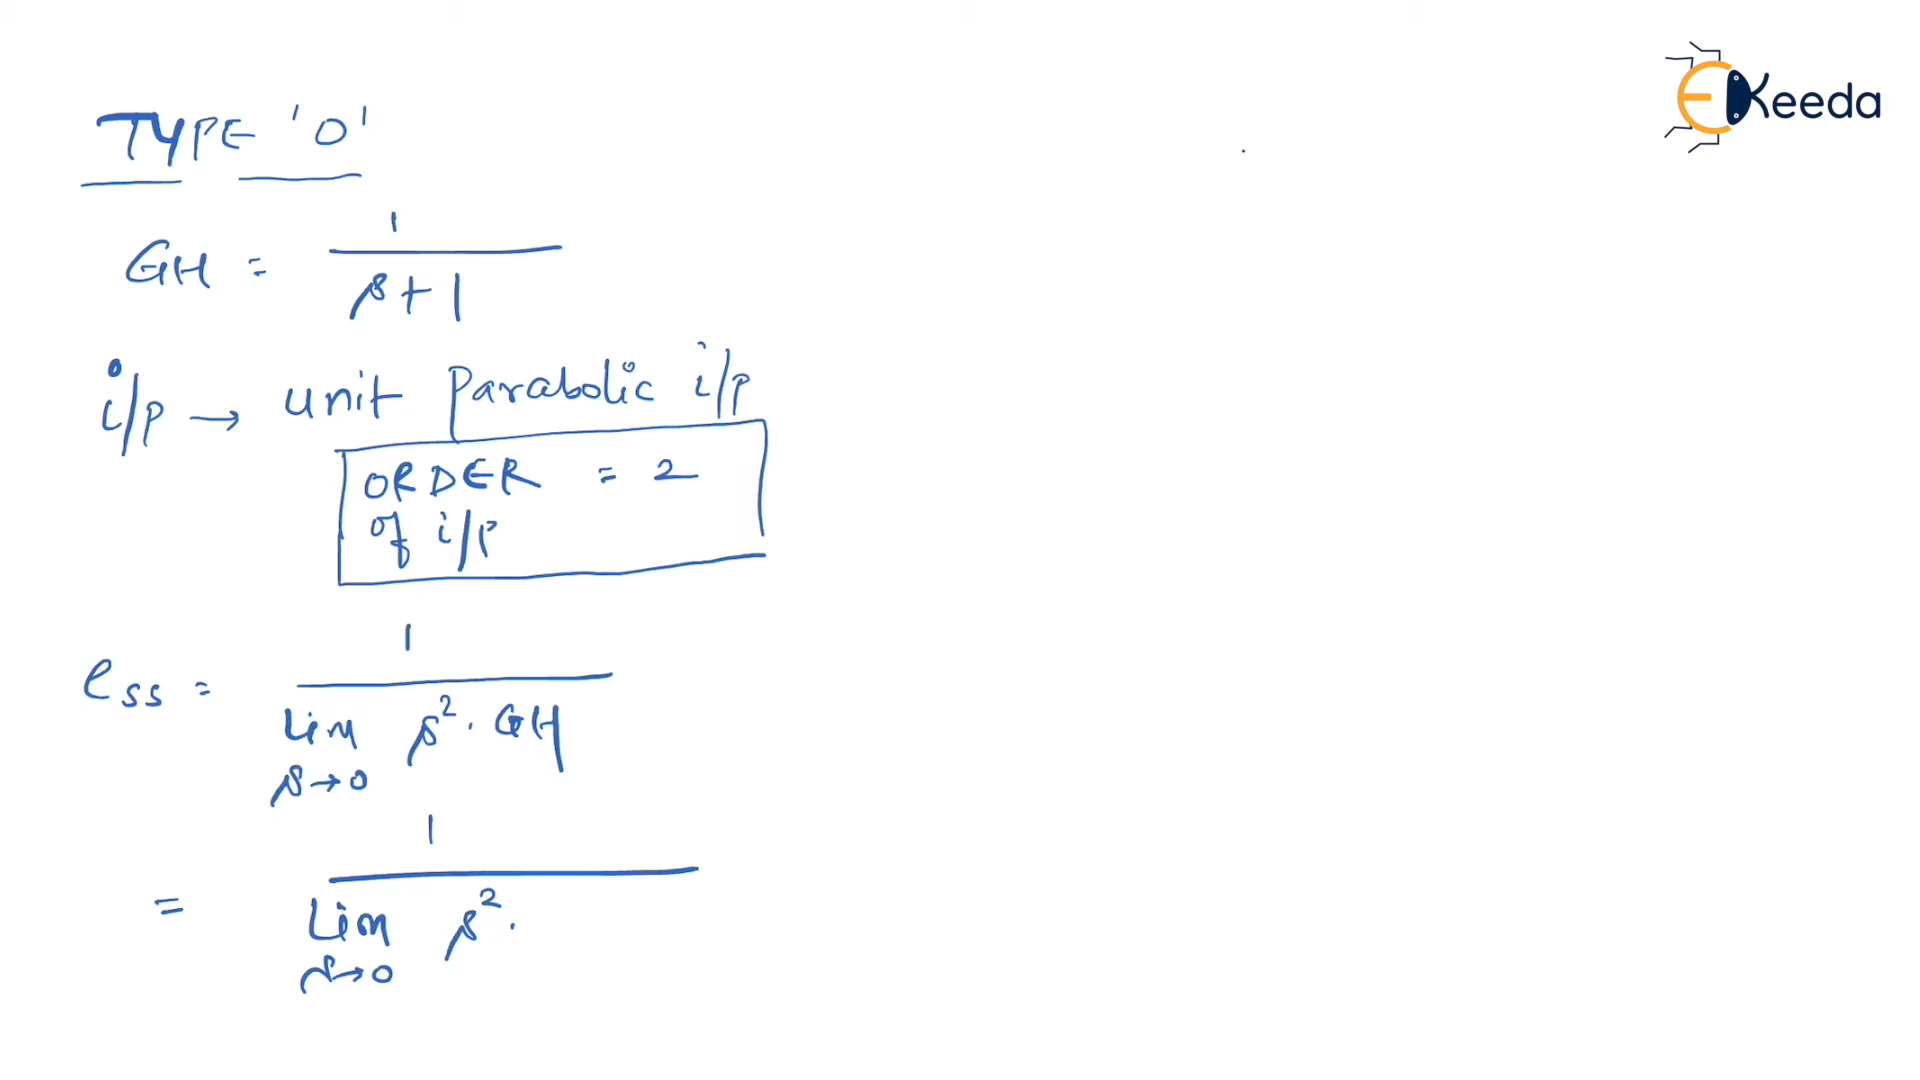 EKeeda
TYPE '0'
GH = 1 / s+1
i/p → unit parabolic i/p
ORDER = 2
of i/p
ess = 1 / Lim s→0 s². GH
= 1 / Lim s→0 s².